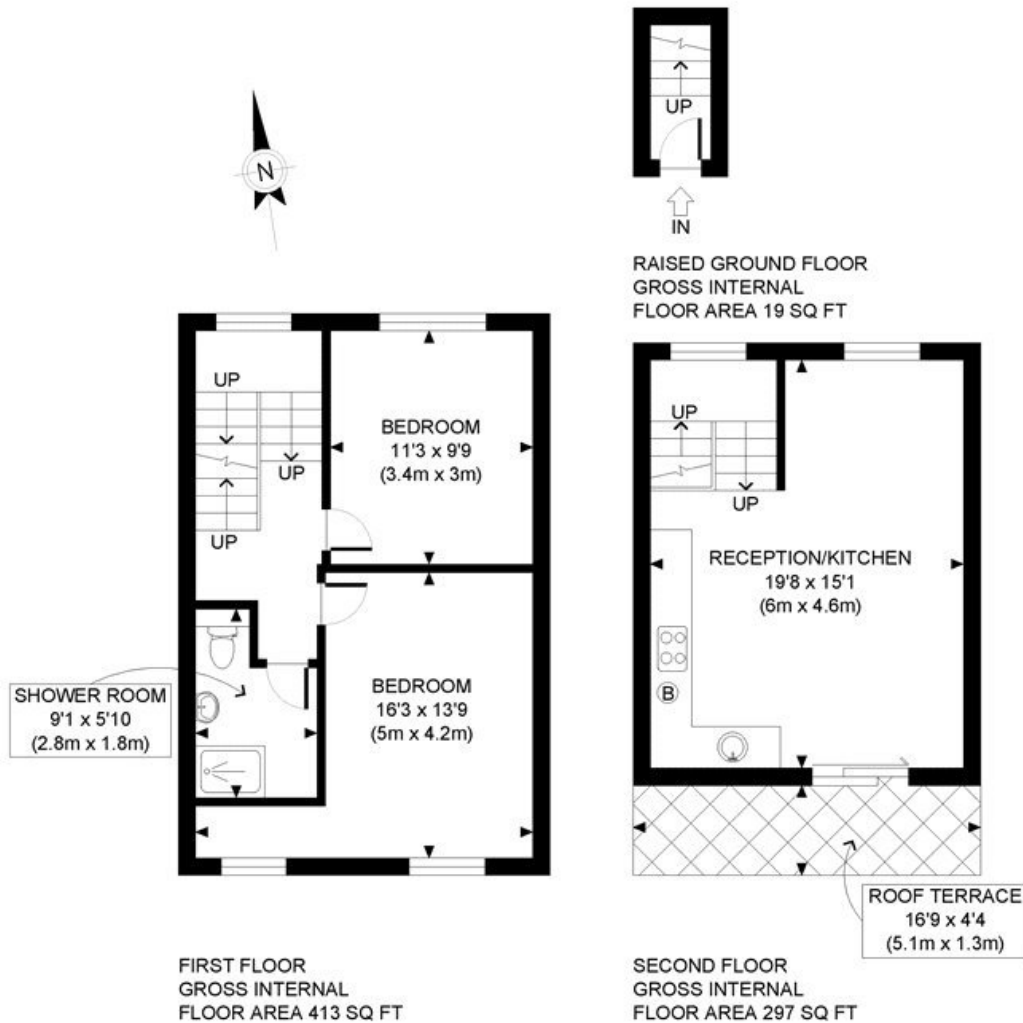 UP
IN
RAISED GROUND FLOOR
GROSS INTERNAL
FLOOR AREA 19 SQ FT
N
UP
UP
UP
BEDROOM
11'3 x 9'9
(3.4m x 3m)
BEDROOM
16'3 x 13'9
(5m x 4.2m)
SHOWER ROOM
9'1 x 5'10
(2.8m x 1.8m)
FIRST FLOOR
GROSS INTERNAL
FLOOR AREA 413 SQ FT
UP
UP
RECEPTION/KITCHEN
19'8 x 15'1
(6m x 4.6m)
B
ROOF TERRACE
16'9 x 4'4
(5.1m x 1.3m)
SECOND FLOOR
GROSS INTERNAL
FLOOR AREA 297 SQ FT